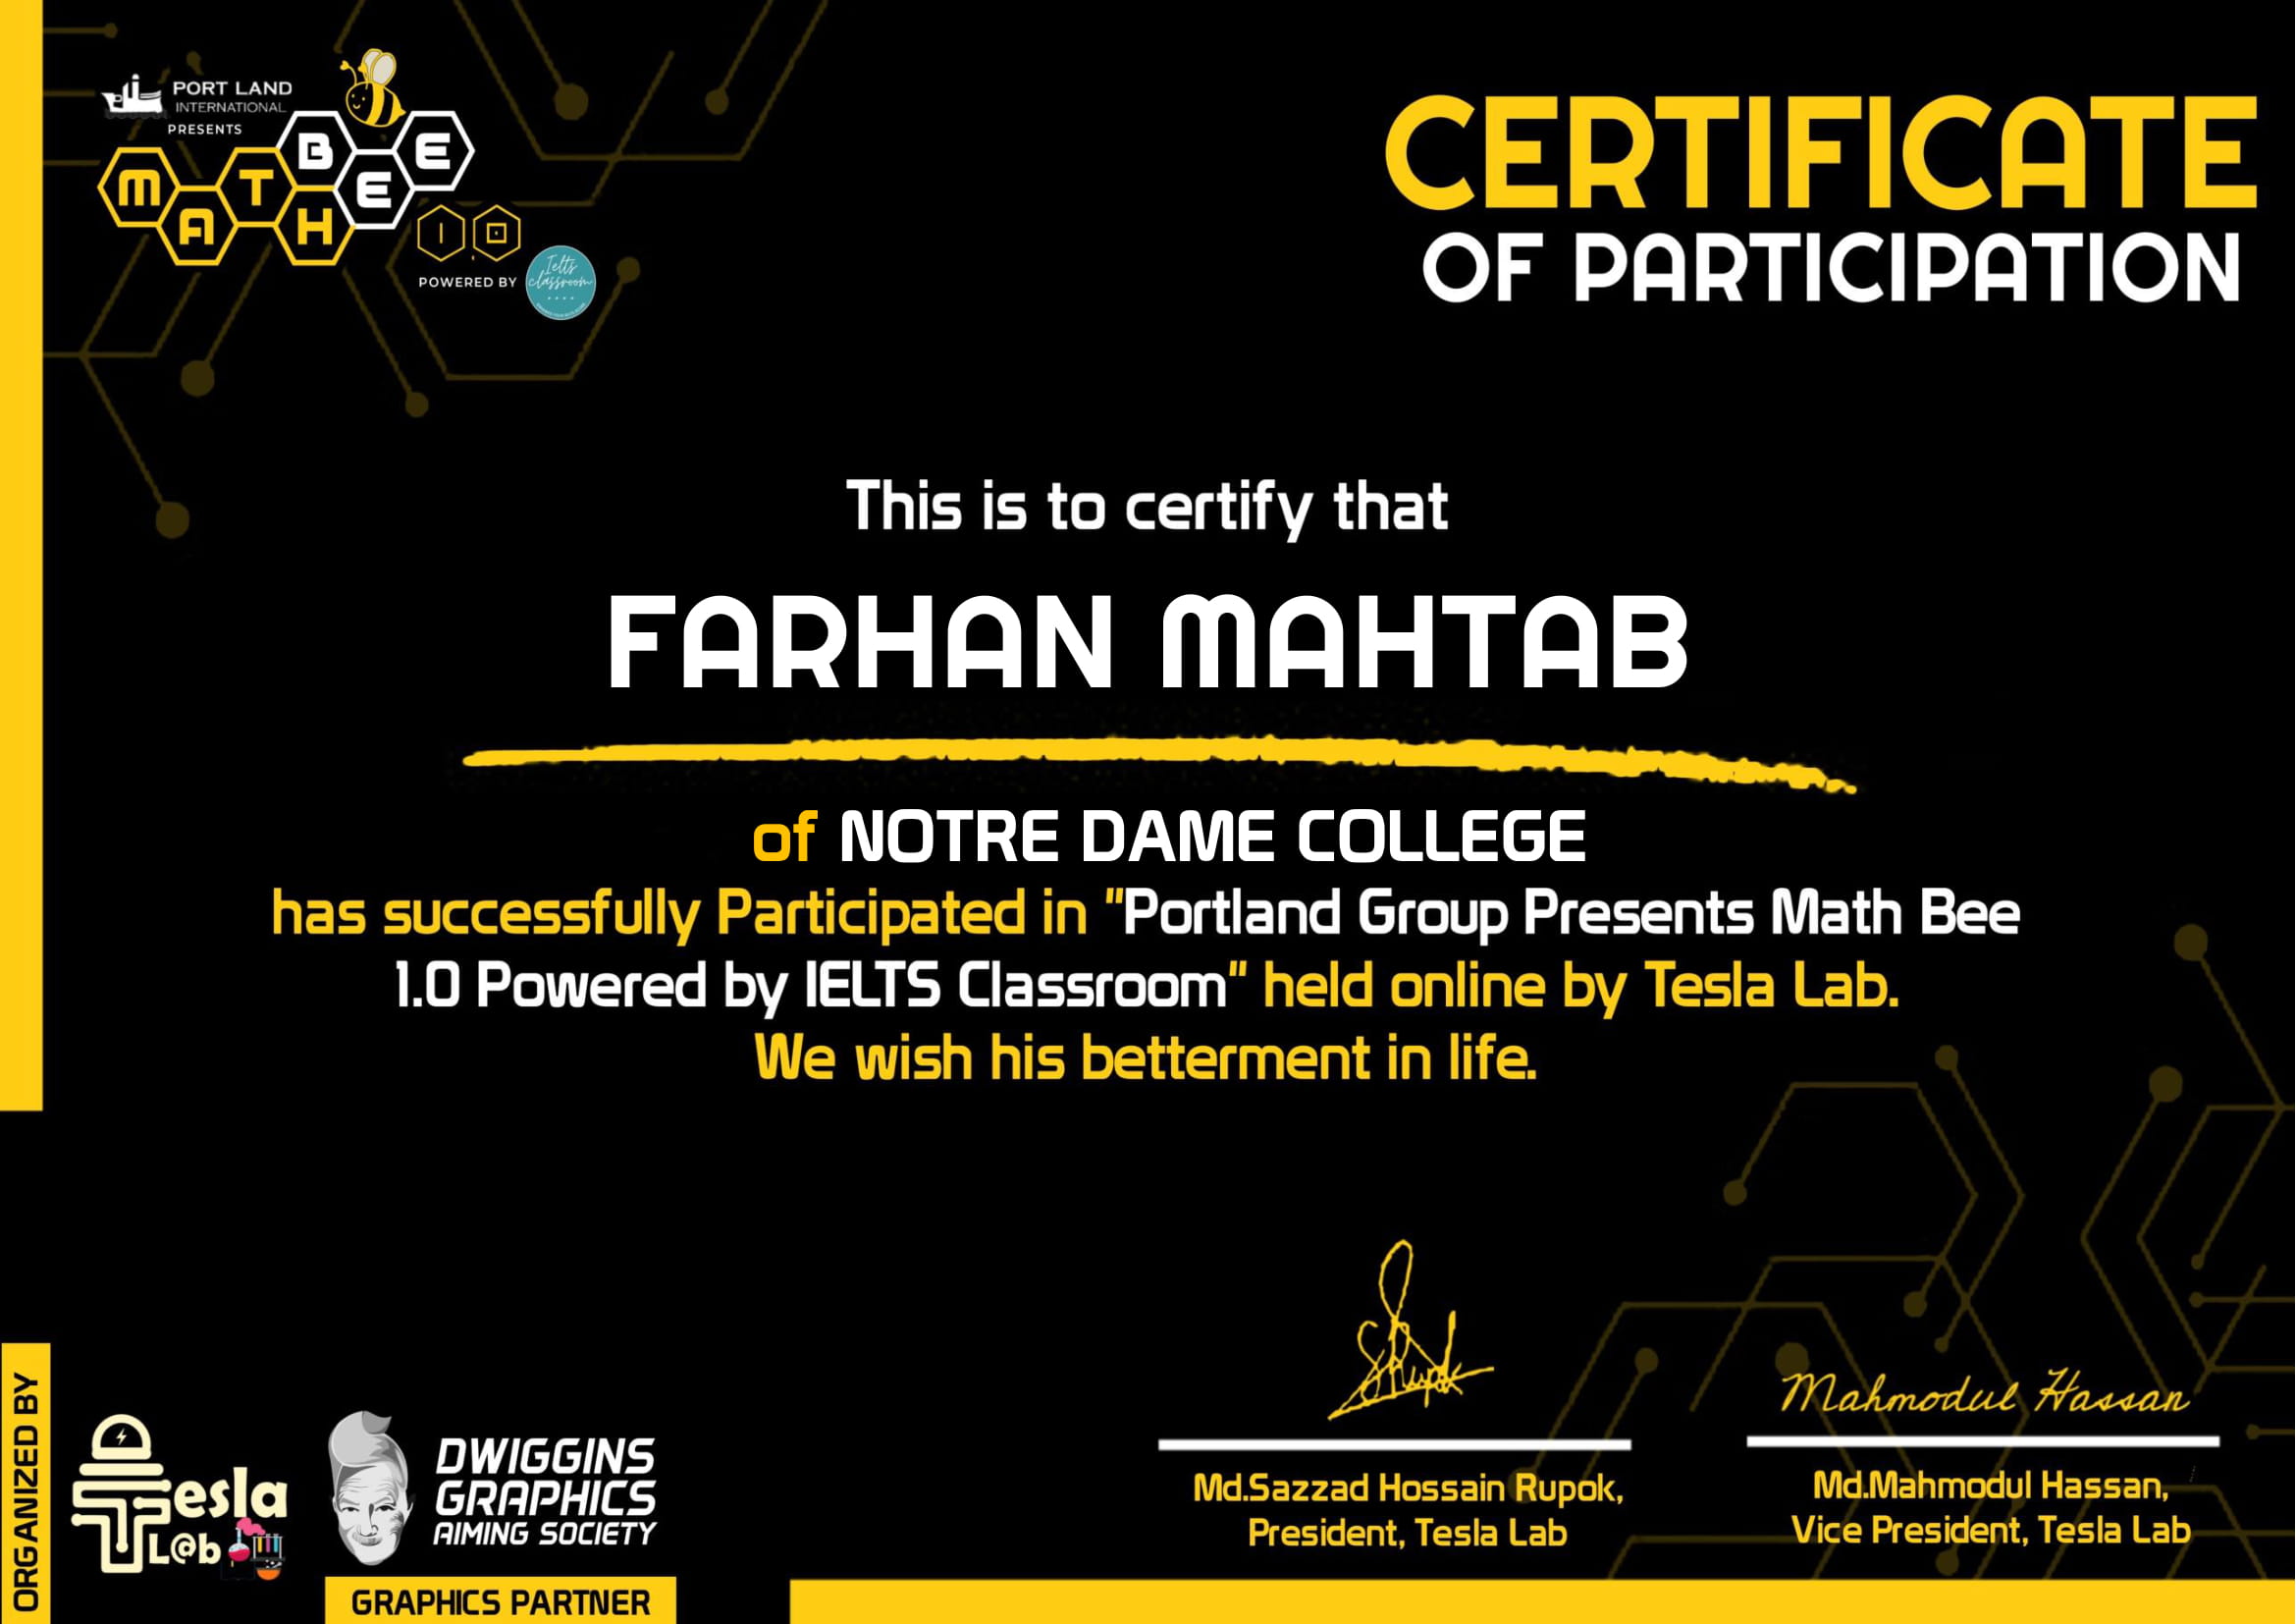 PORT LAND
INTERNATIONAL
PRESENTS
MATH BEE
1.0
POWERED BY Ielts classroom
CERTIFICATE
OF PARTICIPATION
This is to certify that
FARHAN MAHTAB
of NOTRE DAME COLLEGE
has successfully Participated in "Portland Group Presents Math Bee
1.0 Powered by IELTS Classroom" held online by Tesla Lab.
We wish his betterment in life.
ORGANIZED BY
Tesla
L@b
DWIGGINS
GRAPHICS
AIMING SOCIETY
GRAPHICS PARTNER
SRupok
Md.Sazzad Hossain Rupok,
President, Tesla Lab
Mahmodul Hassan
Md.Mahmodul Hassan,
Vice President, Tesla Lab